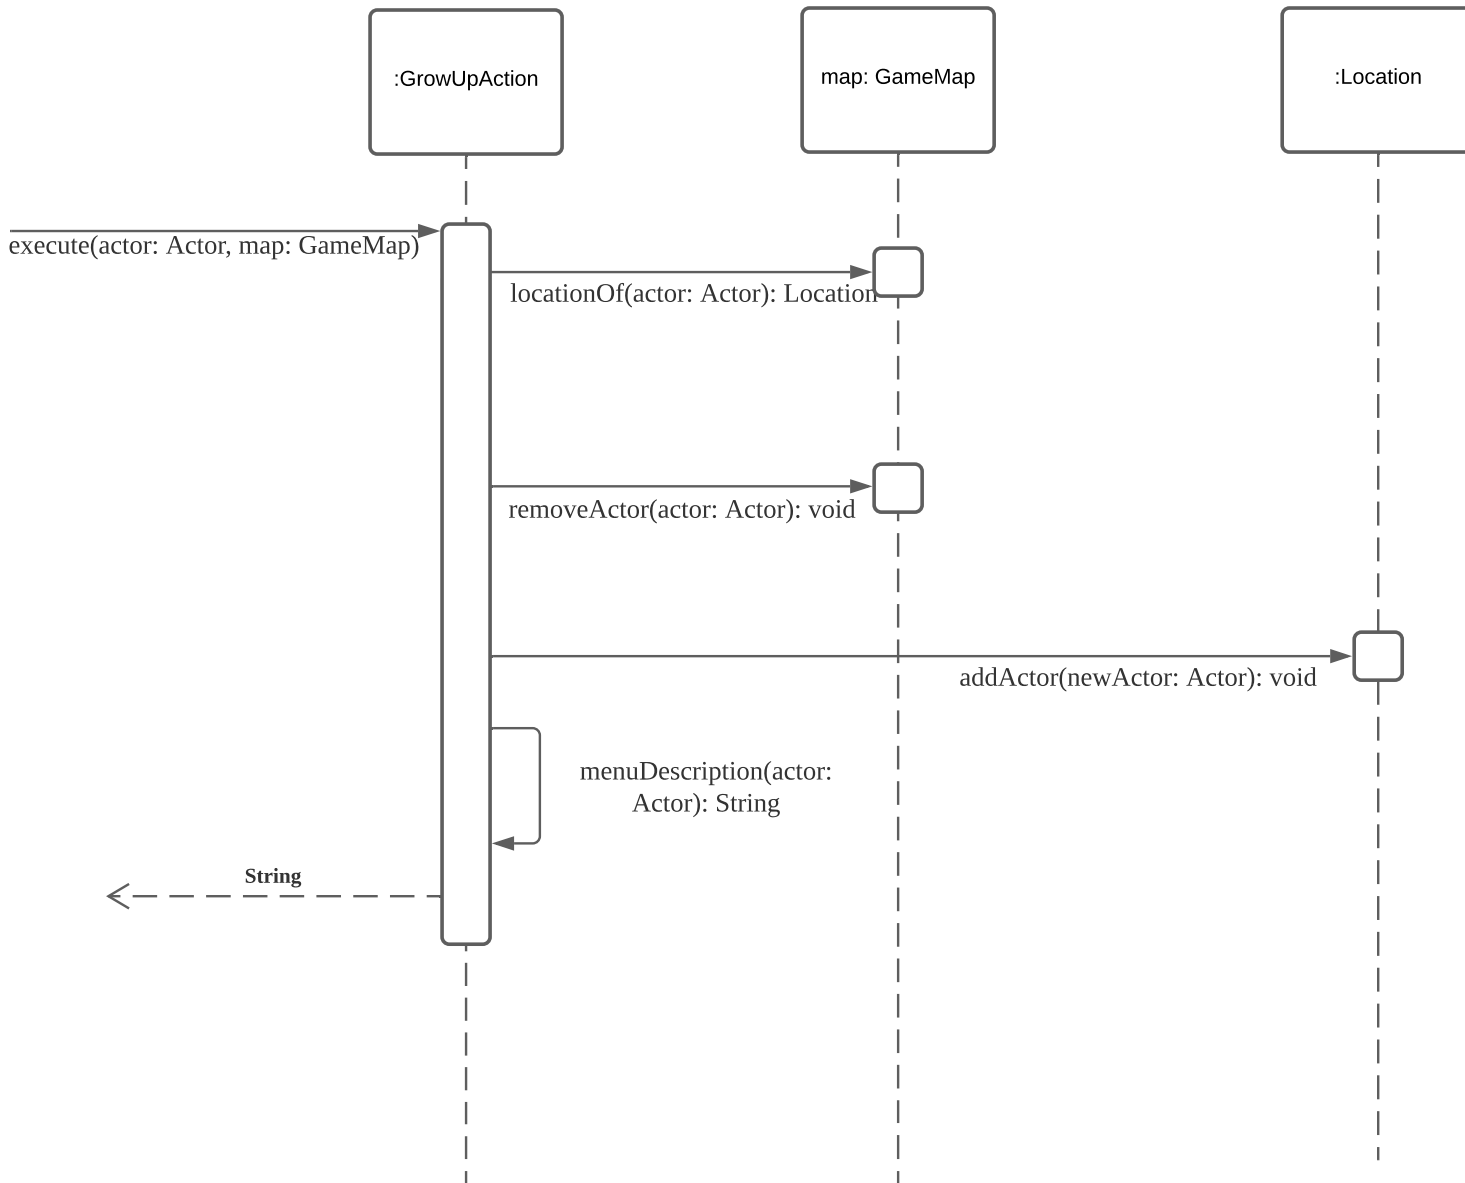 :GrowUpAction
map: GameMap
:Location
execute(actor: Actor, map: GameMap)
locationOf(actor: Actor): Location
removeActor(actor: Actor): void
addActor(newActor: Actor): void
menuDescription(actor:
Actor): String
String